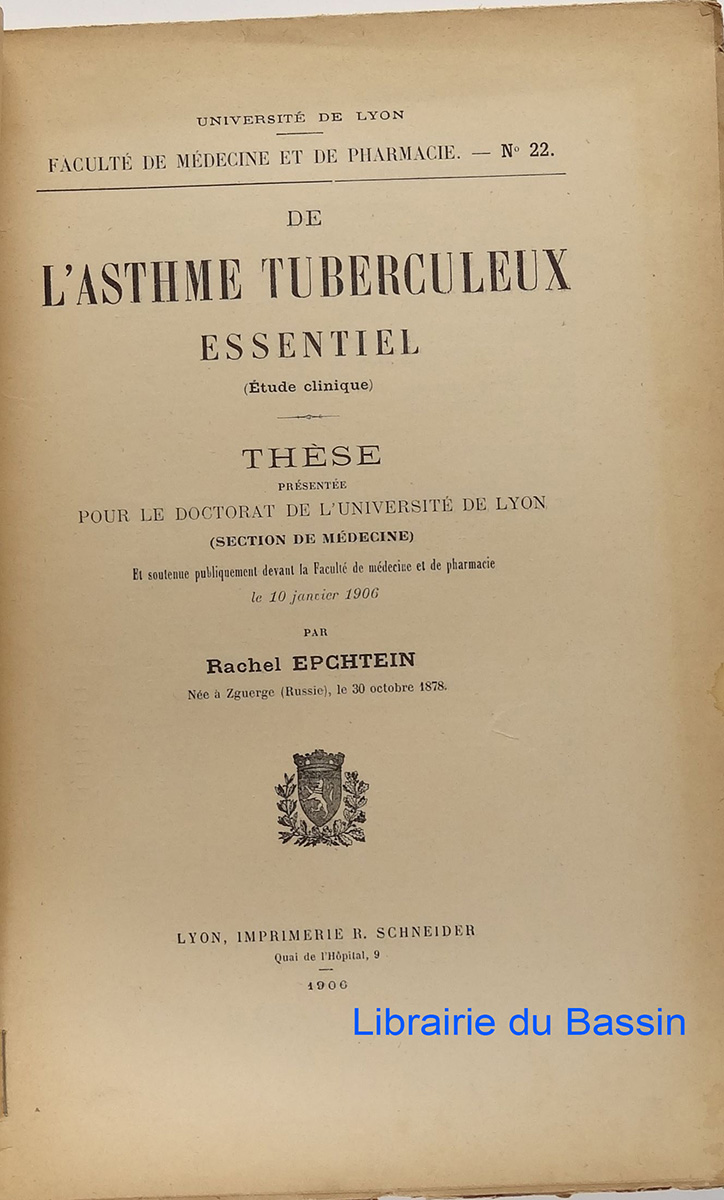 UNIVERSITÉ DE LYON
FACULTÉ DE MÉDECINE ET DE PHARMACIE. — Nº 22.
DE
L'ASTHME TUBERCULEUX
ESSENTIEL
(Étude clinique)
THÈSE
PRÉSENTÉE
POUR LE DOCTORAT DE L'UNIVERSITÉ DE LYON
(SECTION DE MÉDECINE)
Et soutenue publiquement devant la Faculté de médecine et de pharmacie
le 10 janvier 1906
PAR
Rachel EPCHTEIN
Née à Zguerge (Russie), le 30 octobre 1878.
LYON, IMPRIMERIE R. SCHNEIDER
Quai de l'Hôpital, 9
1906
Librairie du Bassin